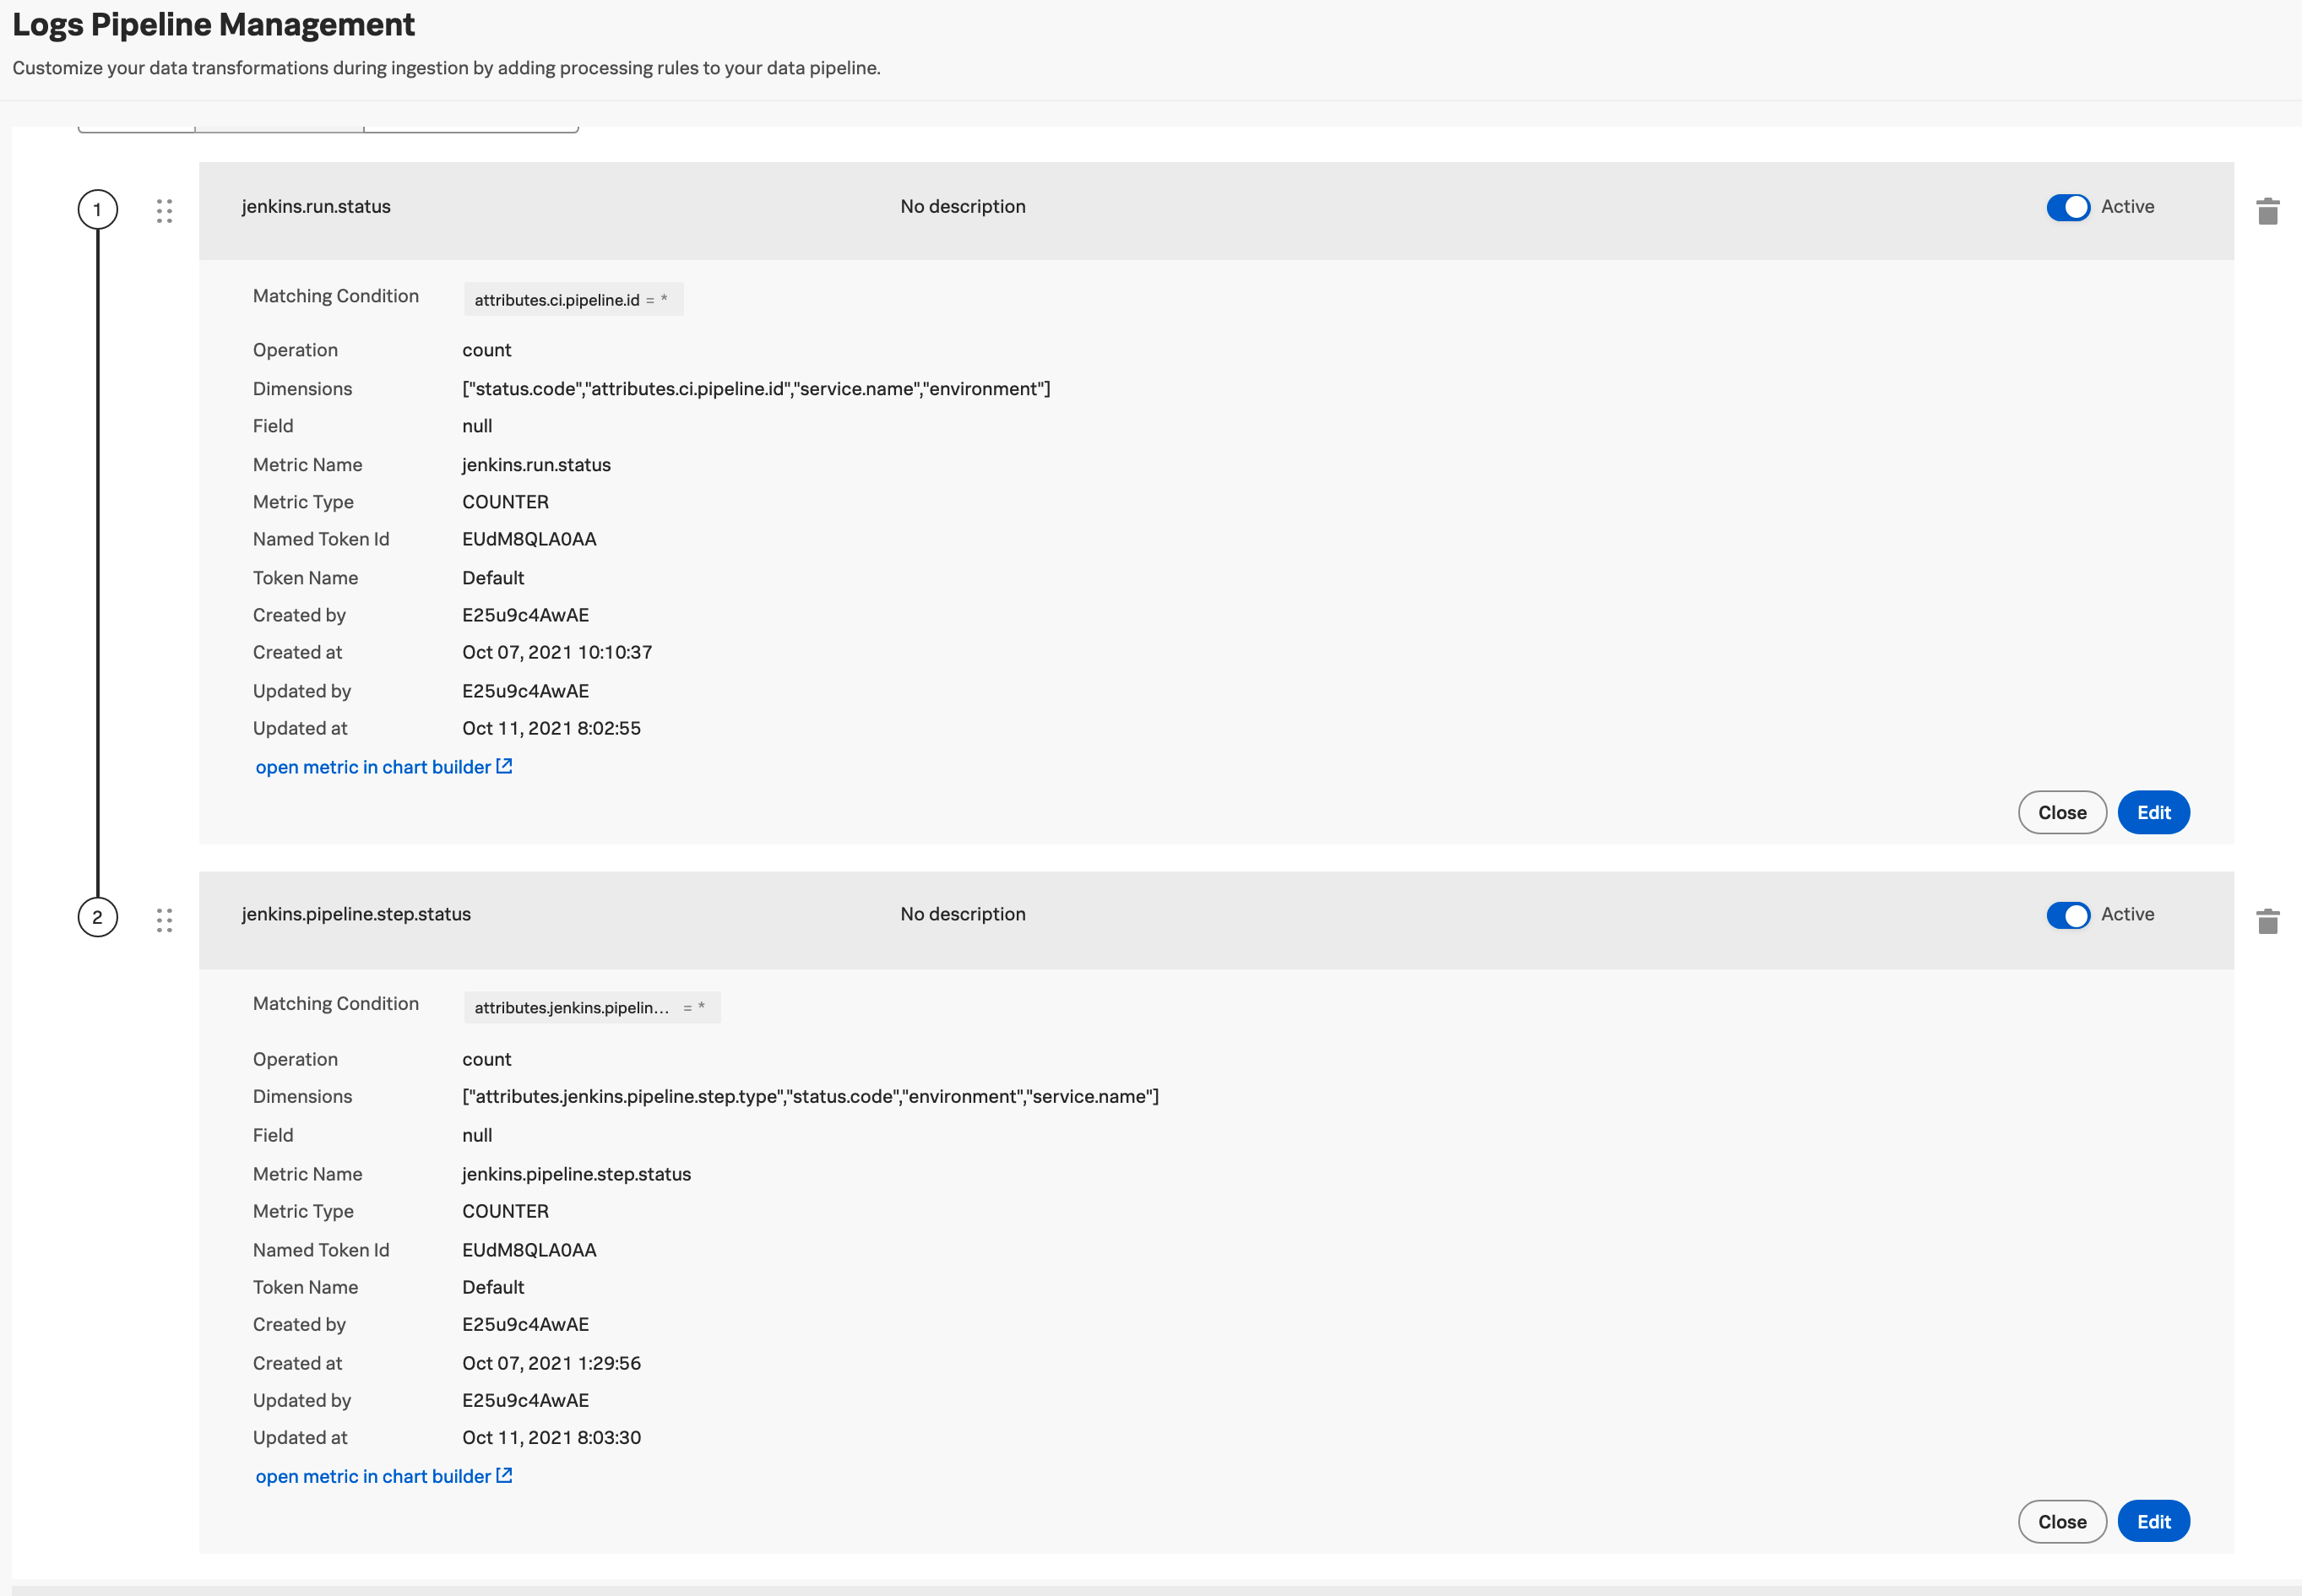 Logs Pipeline Management
Customize your data transformations during ingestion by adding processing rules to your data pipeline.
1
jenkins.run.status No description Active
Matching Condition attributes.ci.pipeline.id = *
Operation count
Dimensions ["status.code","attributes.ci.pipeline.id","service.name","environment"]
Field null
Metric Name jenkins.run.status
Metric Type COUNTER
Named Token Id EUdM8QLA0AA
Token Name Default
Created by E25u9c4AwAE
Created at Oct 07, 2021 10:10:37
Updated by E25u9c4AwAE
Updated at Oct 11, 2021 8:02:55
open metric in chart builder
Close Edit
2
jenkins.pipeline.step.status No description Active
Matching Condition attributes.jenkins.pipelin... = *
Operation count
Dimensions ["attributes.jenkins.pipeline.step.type","status.code","environment","service.name"]
Field null
Metric Name jenkins.pipeline.step.status
Metric Type COUNTER
Named Token Id EUdM8QLA0AA
Token Name Default
Created by E25u9c4AwAE
Created at Oct 07, 2021 1:29:56
Updated by E25u9c4AwAE
Updated at Oct 11, 2021 8:03:30
open metric in chart builder
Close Edit